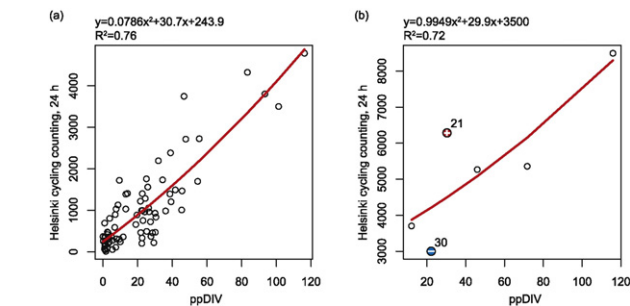 (a)
y=0.0786x²+30.7x+243.9
R²=0.76
Helsinki cycling counting, 24 h
4000
3000
2000
1000
0
0 20 40 60 80 100 120
ppDIV
(b)
y=0.9949x²+29.9x+3500
R²=0.72
Helsinki cycling counting, 24 h
8000
7000
6000
5000
4000
3000
21
30
20 40 60 80 100 120
ppDIV